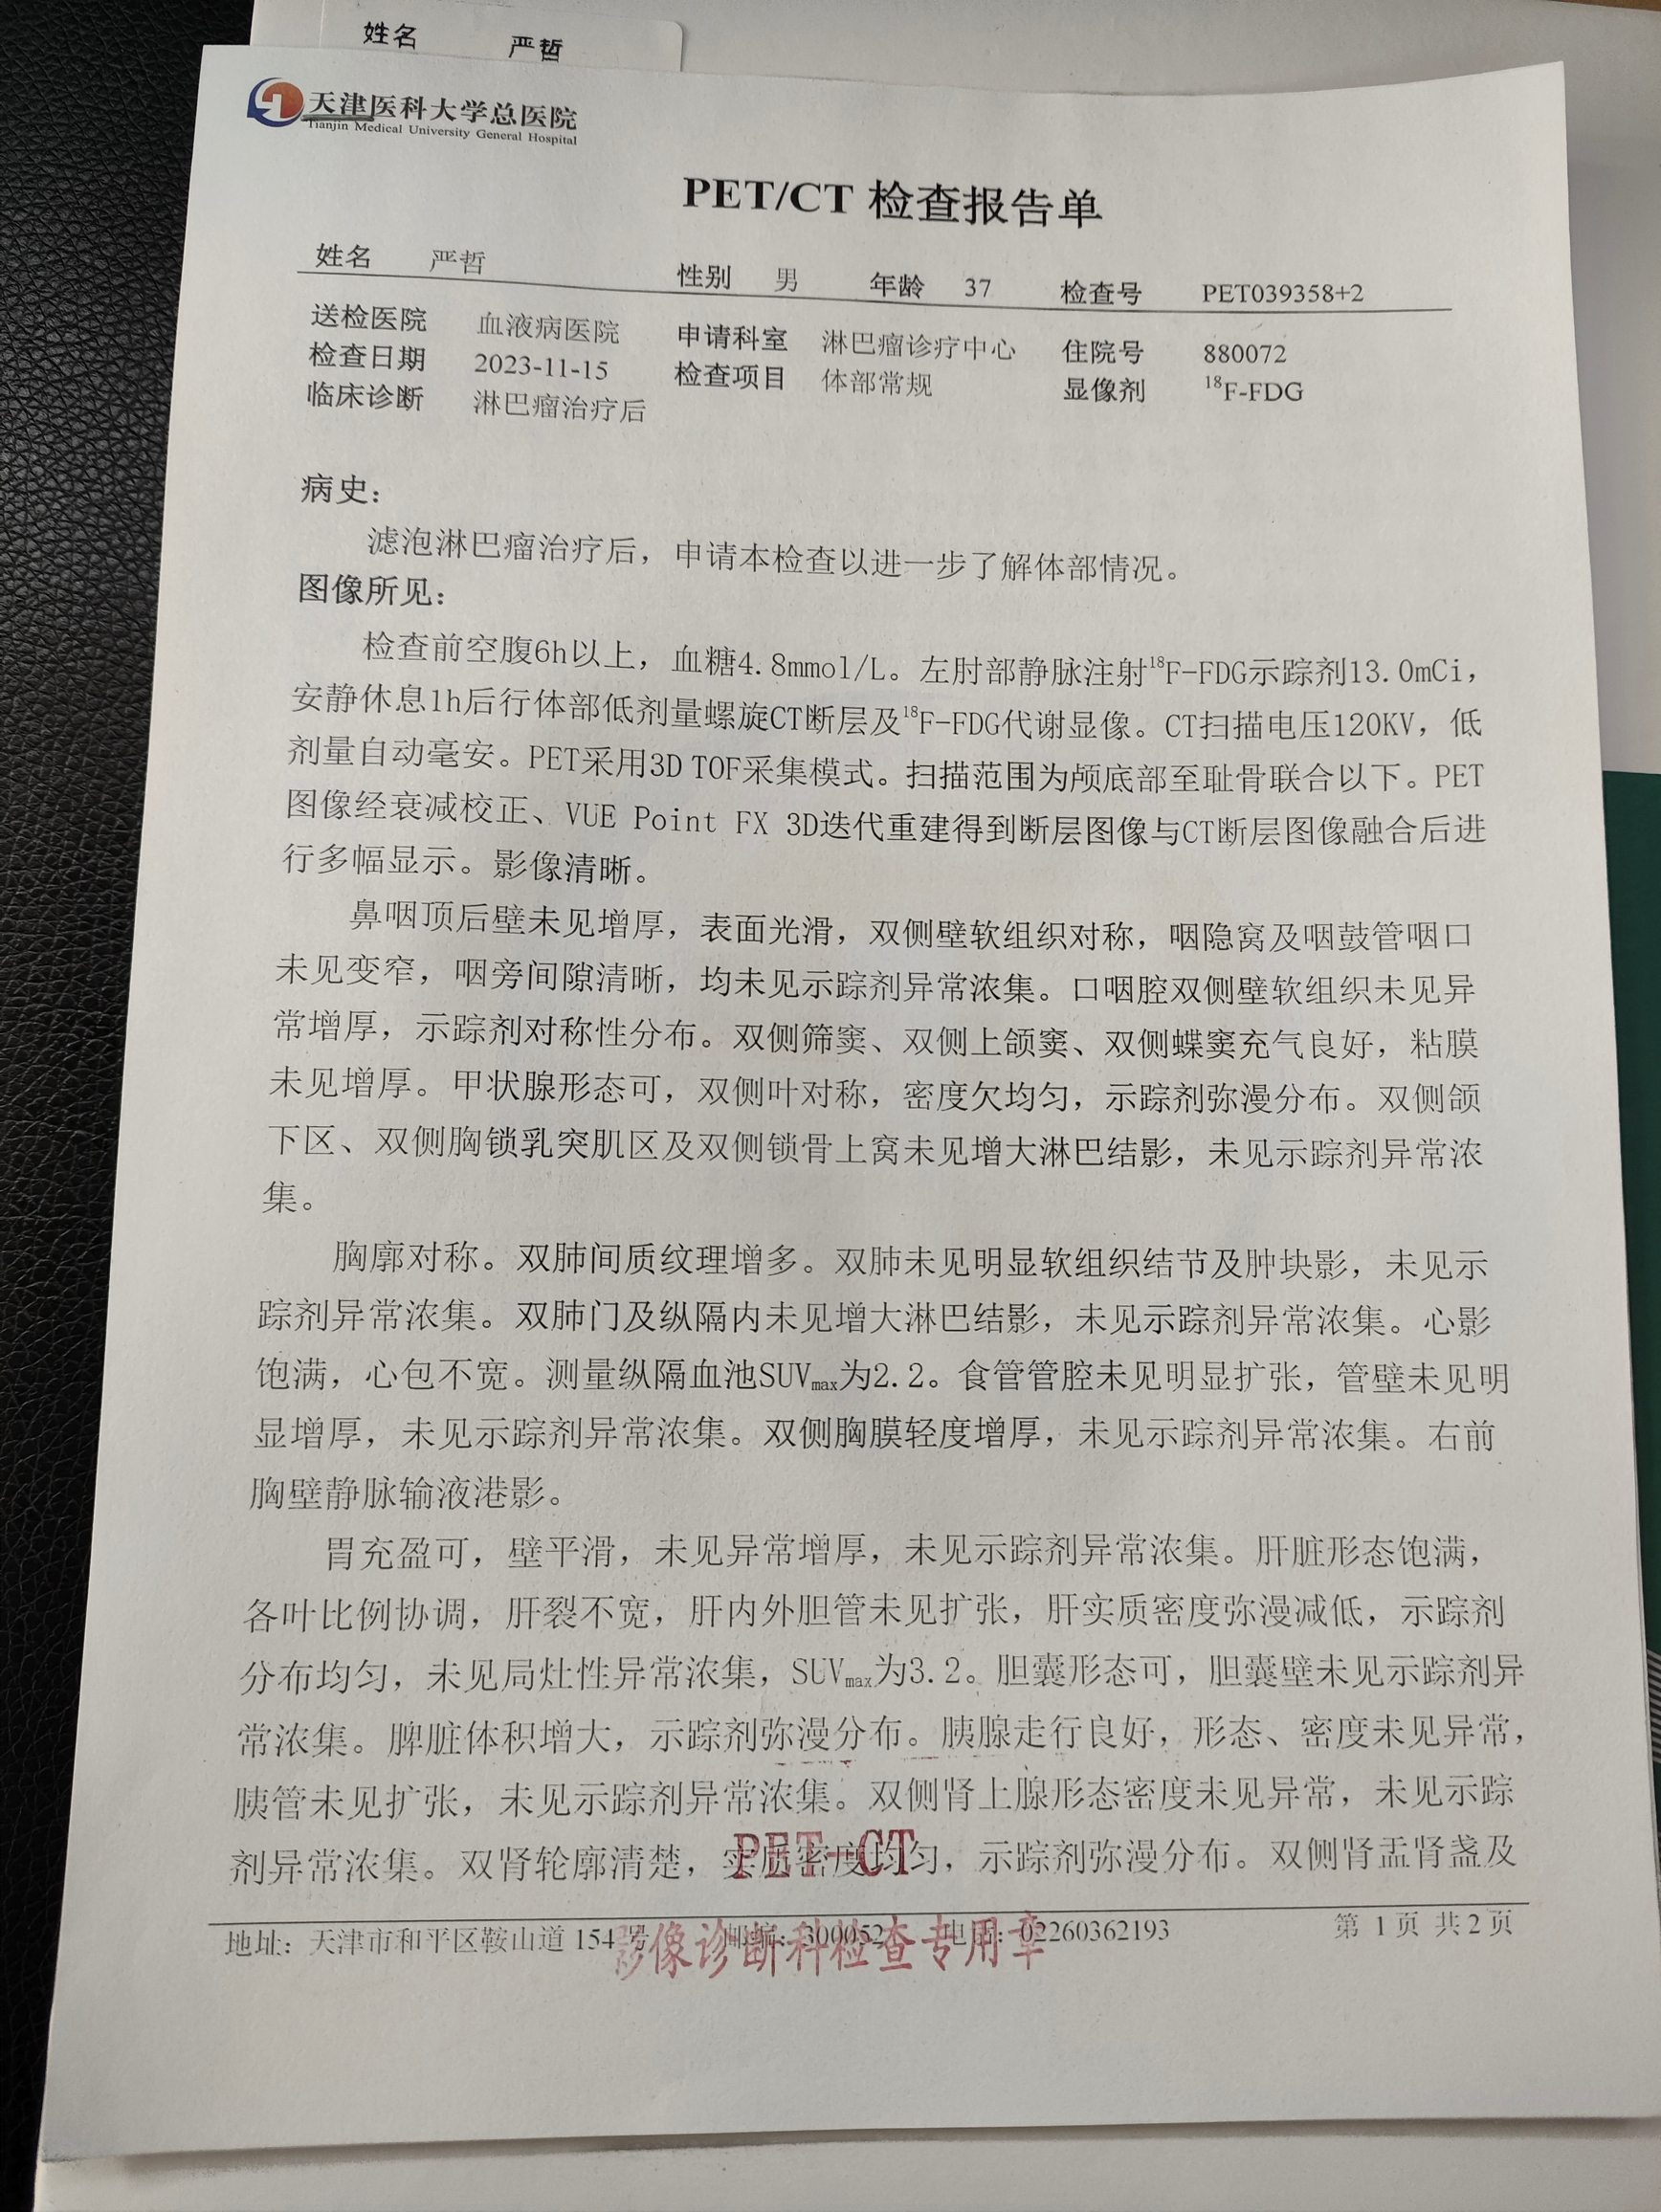 姓名 严哲
天津医科大学总医院
Tianjin Medical University General Hospital
PET/CT 检查报告单
姓名 严哲 性别 男 年龄 37 检查号 PET039358+2
送检医院 血液病医院 申请科室 淋巴瘤诊疗中心 住院号 880072
检查日期 2023-11-15 检查项目 体部常规 显像剂 ¹⁸F-FDG
临床诊断 淋巴瘤治疗后
病史：
滤泡淋巴瘤治疗后，申请本检查以进一步了解体部情况。
图像所见：
检查前空腹6h以上，血糖4.8mmol/L。左肘部静脉注射¹⁸F-FDG示踪剂13.0mCi，
安静休息1h后行体部低剂量螺旋CT断层及¹⁸F-FDG代谢显像。CT扫描电压120KV，低
剂量自动毫安。PET采用3D TOF采集模式。扫描范围为颅底部至耻骨联合以下。PET
图像经衰减校正、VUE Point FX 3D迭代重建得到断层图像与CT断层图像融合后进
行多幅显示。影像清晰。
鼻咽顶后壁未见增厚，表面光滑，双侧壁软组织对称，咽隐窝及咽鼓管咽口
未见变窄，咽旁间隙清晰，均未见示踪剂异常浓集。口咽腔双侧壁软组织未见异
常增厚，示踪剂对称性分布。双侧筛窦、双侧上颌窦、双侧蝶窦充气良好，粘膜
未见增厚。甲状腺形态可，双侧叶对称，密度欠均匀，示踪剂弥漫分布。双侧颌
下区、双侧胸锁乳突肌区及双侧锁骨上窝未见增大淋巴结影，未见示踪剂异常浓
集。
胸廓对称。双肺间质纹理增多。双肺未见明显软组织结节及肿块影，未见示
踪剂异常浓集。双肺门及纵隔内未见增大淋巴结影，未见示踪剂异常浓集。心影
饱满，心包不宽。测量纵隔血池SUVmax为2.2。食管管腔未见明显扩张，管壁未见明
显增厚，未见示踪剂异常浓集。双侧胸膜轻度增厚，未见示踪剂异常浓集。右前
胸壁静脉输液港影。
胃充盈可，壁平滑，未见异常增厚，未见示踪剂异常浓集。肝脏形态饱满，
各叶比例协调，肝裂不宽，肝内外胆管未见扩张，肝实质密度弥漫减低，示踪剂
分布均匀，未见局灶性异常浓集，SUVmax为3.2。胆囊形态可，胆囊壁未见示踪剂异
常浓集。脾脏体积增大，示踪剂弥漫分布。胰腺走行良好，形态、密度未见异常，
胰管未见扩张，未见示踪剂异常浓集。双侧肾上腺形态密度未见异常，未见示踪
剂异常浓集。双肾轮廓清楚，实质密度均匀，示踪剂弥漫分布。双侧肾盂肾盏及
PET-CT
地址：天津市和平区鞍山道 154 号 邮编：300052 电话：02260362193 第 1 页 共 2 页
影像诊断科检查专用章